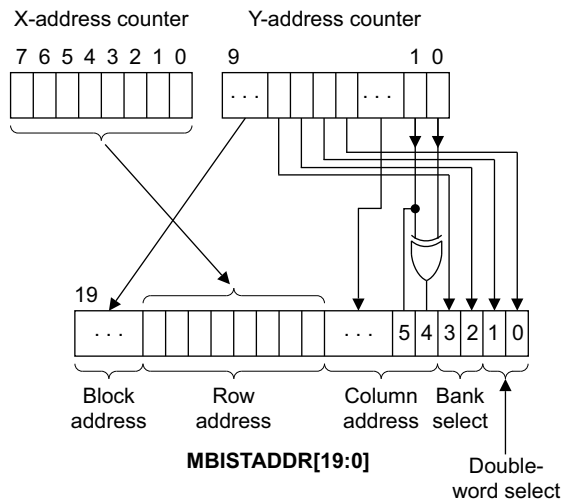 X-address counter
Y-address counter
7 6 5 4 3 2 1 0
9 1 0
... ...
19
... ... 5 4 3 2 1 0
Block address
Row address
Column address
Bank select
MBISTADDR[19:0]
Double-
word select